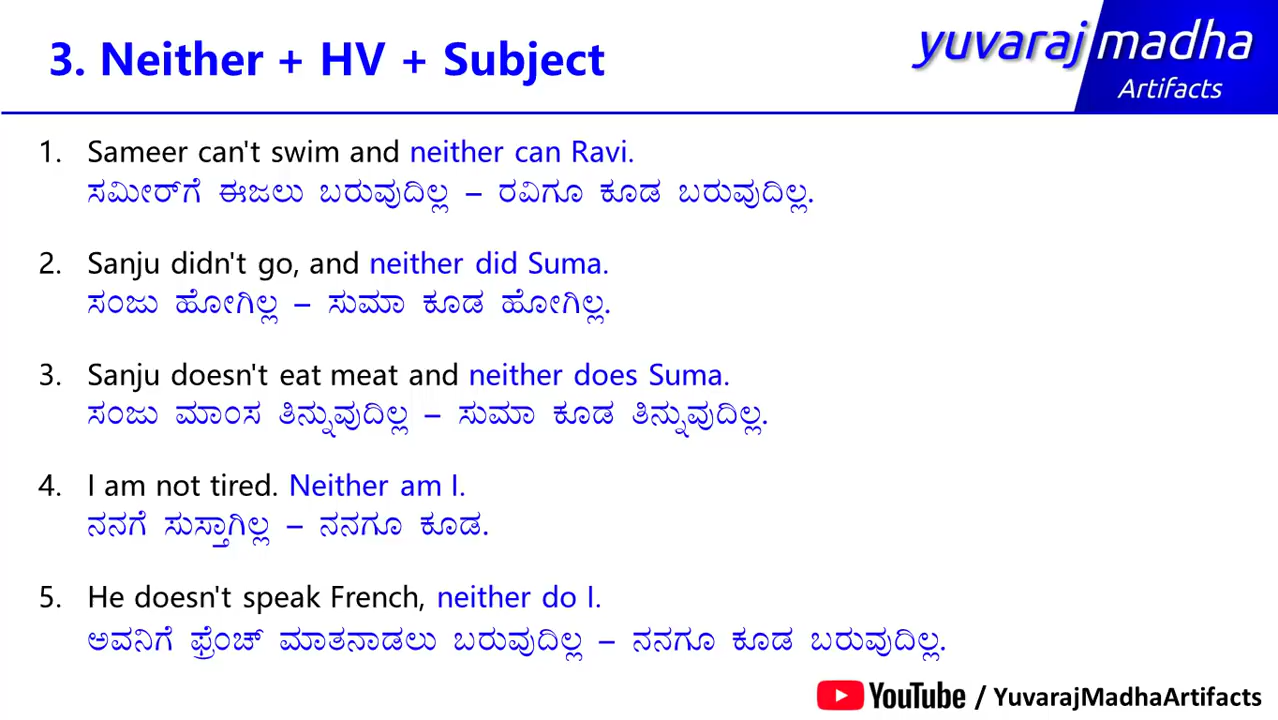 3. Neither + HV + Subject
yuvaraj madha
Artifacts
1. Sameer can't swim and neither can Ravi.
ಸಮೀರ್‌ಗೆ ಈಜಲು ಬರುವುದಿಲ್ಲ – ರವಿಗೂ ಕೂಡ ಬರುವುದಿಲ್ಲ.
2. Sanju didn't go, and neither did Suma.
ಸಂಜು ಹೋಗಿಲ್ಲ – ಸುಮಾ ಕೂಡ ಹೋಗಿಲ್ಲ.
3. Sanju doesn't eat meat and neither does Suma.
ಸಂಜು ಮಾಂಸ ತಿನ್ನುವುದಿಲ್ಲ – ಸುಮಾ ಕೂಡ ತಿನ್ನುವುದಿಲ್ಲ.
4. I am not tired. Neither am I.
ನನಗೆ ಸುಸ್ತಾಗಿಲ್ಲ – ನನಗೂ ಕೂಡ.
5. He doesn't speak French, neither do I.
ಅವನಿಗೆ ಫ್ರೆಂಚ್ ಮಾತನಾಡಲು ಬರುವುದಿಲ್ಲ – ನನಗೂ ಕೂಡ ಬರುವುದಿಲ್ಲ.
YouTube / YuvarajMadhaArtifacts